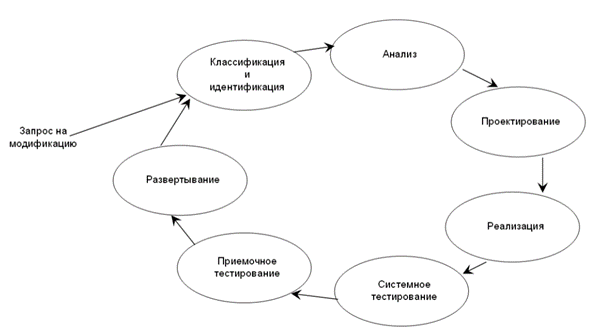 Классификация
и
идентификация
Анализ
Проектирование
Запрос на
модификацию
Развертывание
Реализация
Приемочное
тестирование
Системное
тестирование